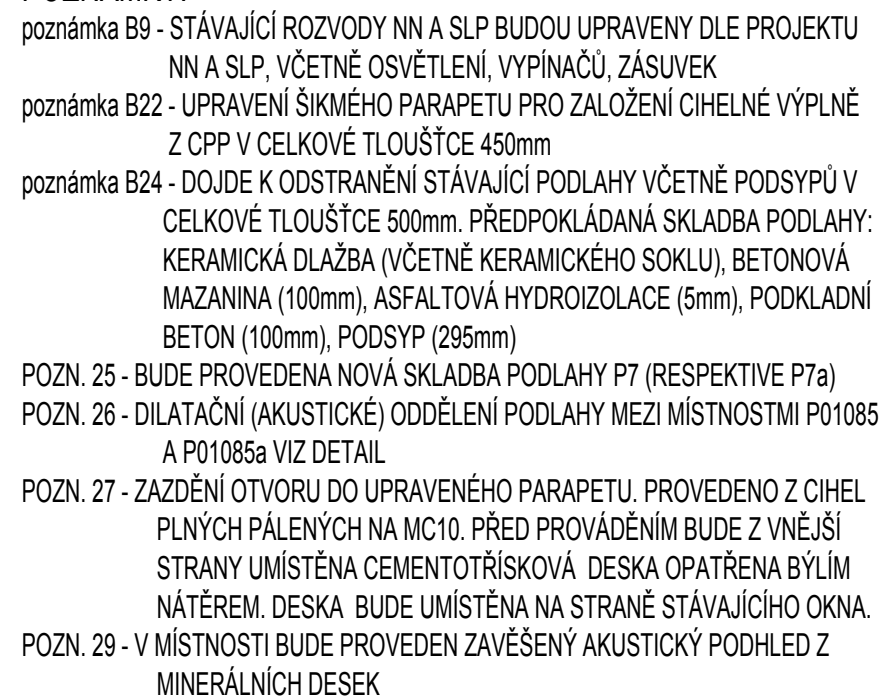 poznámka B9 - STÁVAJÍCÍ ROZVODY NN A SLP BUDOU UPRAVENY DLE PROJEKTU
NN A SLP, VČETNĚ OSVĚTLENÍ, VYPÍNAČŮ, ZÁSUVEK
poznámka B22 - UPRAVENÍ ŠIKMÉHO PARAPETU PRO ZALOŽENÍ CIHELNÉ VÝPLNĚ
Z CPP V CELKOVÉ TLOUŠŤCE 450mm
poznámka B24 - DOJDE K ODSTRANĚNÍ STÁVAJÍCÍ PODLAHY VČETNĚ PODSYPŮ V
CELKOVÉ TLOUŠŤCE 500mm. PŘEDPOKLÁDANÁ SKLADBA PODLAHY:
KERAMICKÁ DLAŽBA (VČETNĚ KERAMICKÉHO SOKLU), BETONOVÁ
MAZANINA (100mm), ASFALTOVÁ HYDROIZOLACE (5mm), PODKLADNÍ
BETON (100mm), PODSYP (295mm)
POZN. 25 - BUDE PROVEDENA NOVÁ SKLADBA PODLAHY P7 (RESPEKTIVE P7a)
POZN. 26 - DILATAČNÍ (AKUSTICKÉ) ODDĚLENÍ PODLAHY MEZI MÍSTNOSTMI P01085
A P01085a VIZ DETAIL
POZN. 27 - ZAZDĚNÍ OTVORU DO UPRAVENÉHO PARAPETU. PROVEDENO Z CIHEL
PLNÝCH PÁLENÝCH NA MC10. PŘED PROVÁDĚNÍM BUDE Z VNĚJŠÍ
STRANY UMÍSTĚNA CEMENTOTŘÍSKOVÁ DESKA OPATŘENA BÝLÍM
NÁTĚREM. DESKA BUDE UMÍSTĚNA NA STRANĚ STÁVAJÍCÍHO OKNA.
POZN. 29 - V MÍSTNOSTI BUDE PROVEDEN ZAVĚŠENÝ AKUSTICKÝ PODHLED Z
MINERÁLNÍCH DESEK